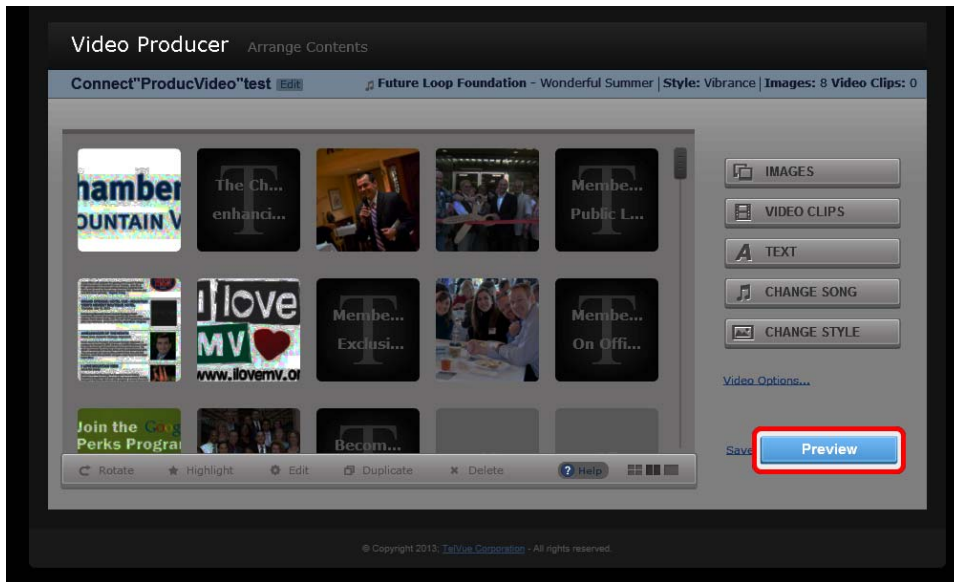 Video Producer Arrange Contents
Connect"ProducVideo"test Edit ♫ Future Loop Foundation - Wonderful Summer | Style: Vibrance | Images: 8 Video Clips: 0
hamber
OUNTAIN V
The Ch...
enhanci...
Membe...
Public L...
I love
MV
www.ilovemv.or
Membe...
Exclusi...
Membe...
On Offi...
Join the Goog
Perks Program
Becom...
IMAGES
VIDEO CLIPS
TEXT
CHANGE SONG
CHANGE STYLE
Video Options...
Save
Preview
Rotate Highlight Edit Duplicate Delete ? Help
© Copyright 2013; TelVue Corporation - All rights reserved.